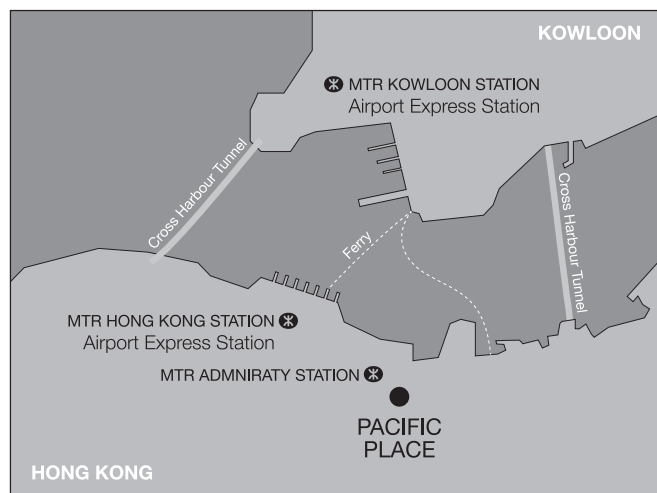 KOWLOON
MTR KOWLOON STATION
Airport Express Station
Cross Harbour Tunnel
Cross Harbour Tunnel
Ferry
MTR HONG KONG STATION
Airport Express Station
MTR ADMNIRATY STATION
PACIFIC
PLACE
HONG KONG